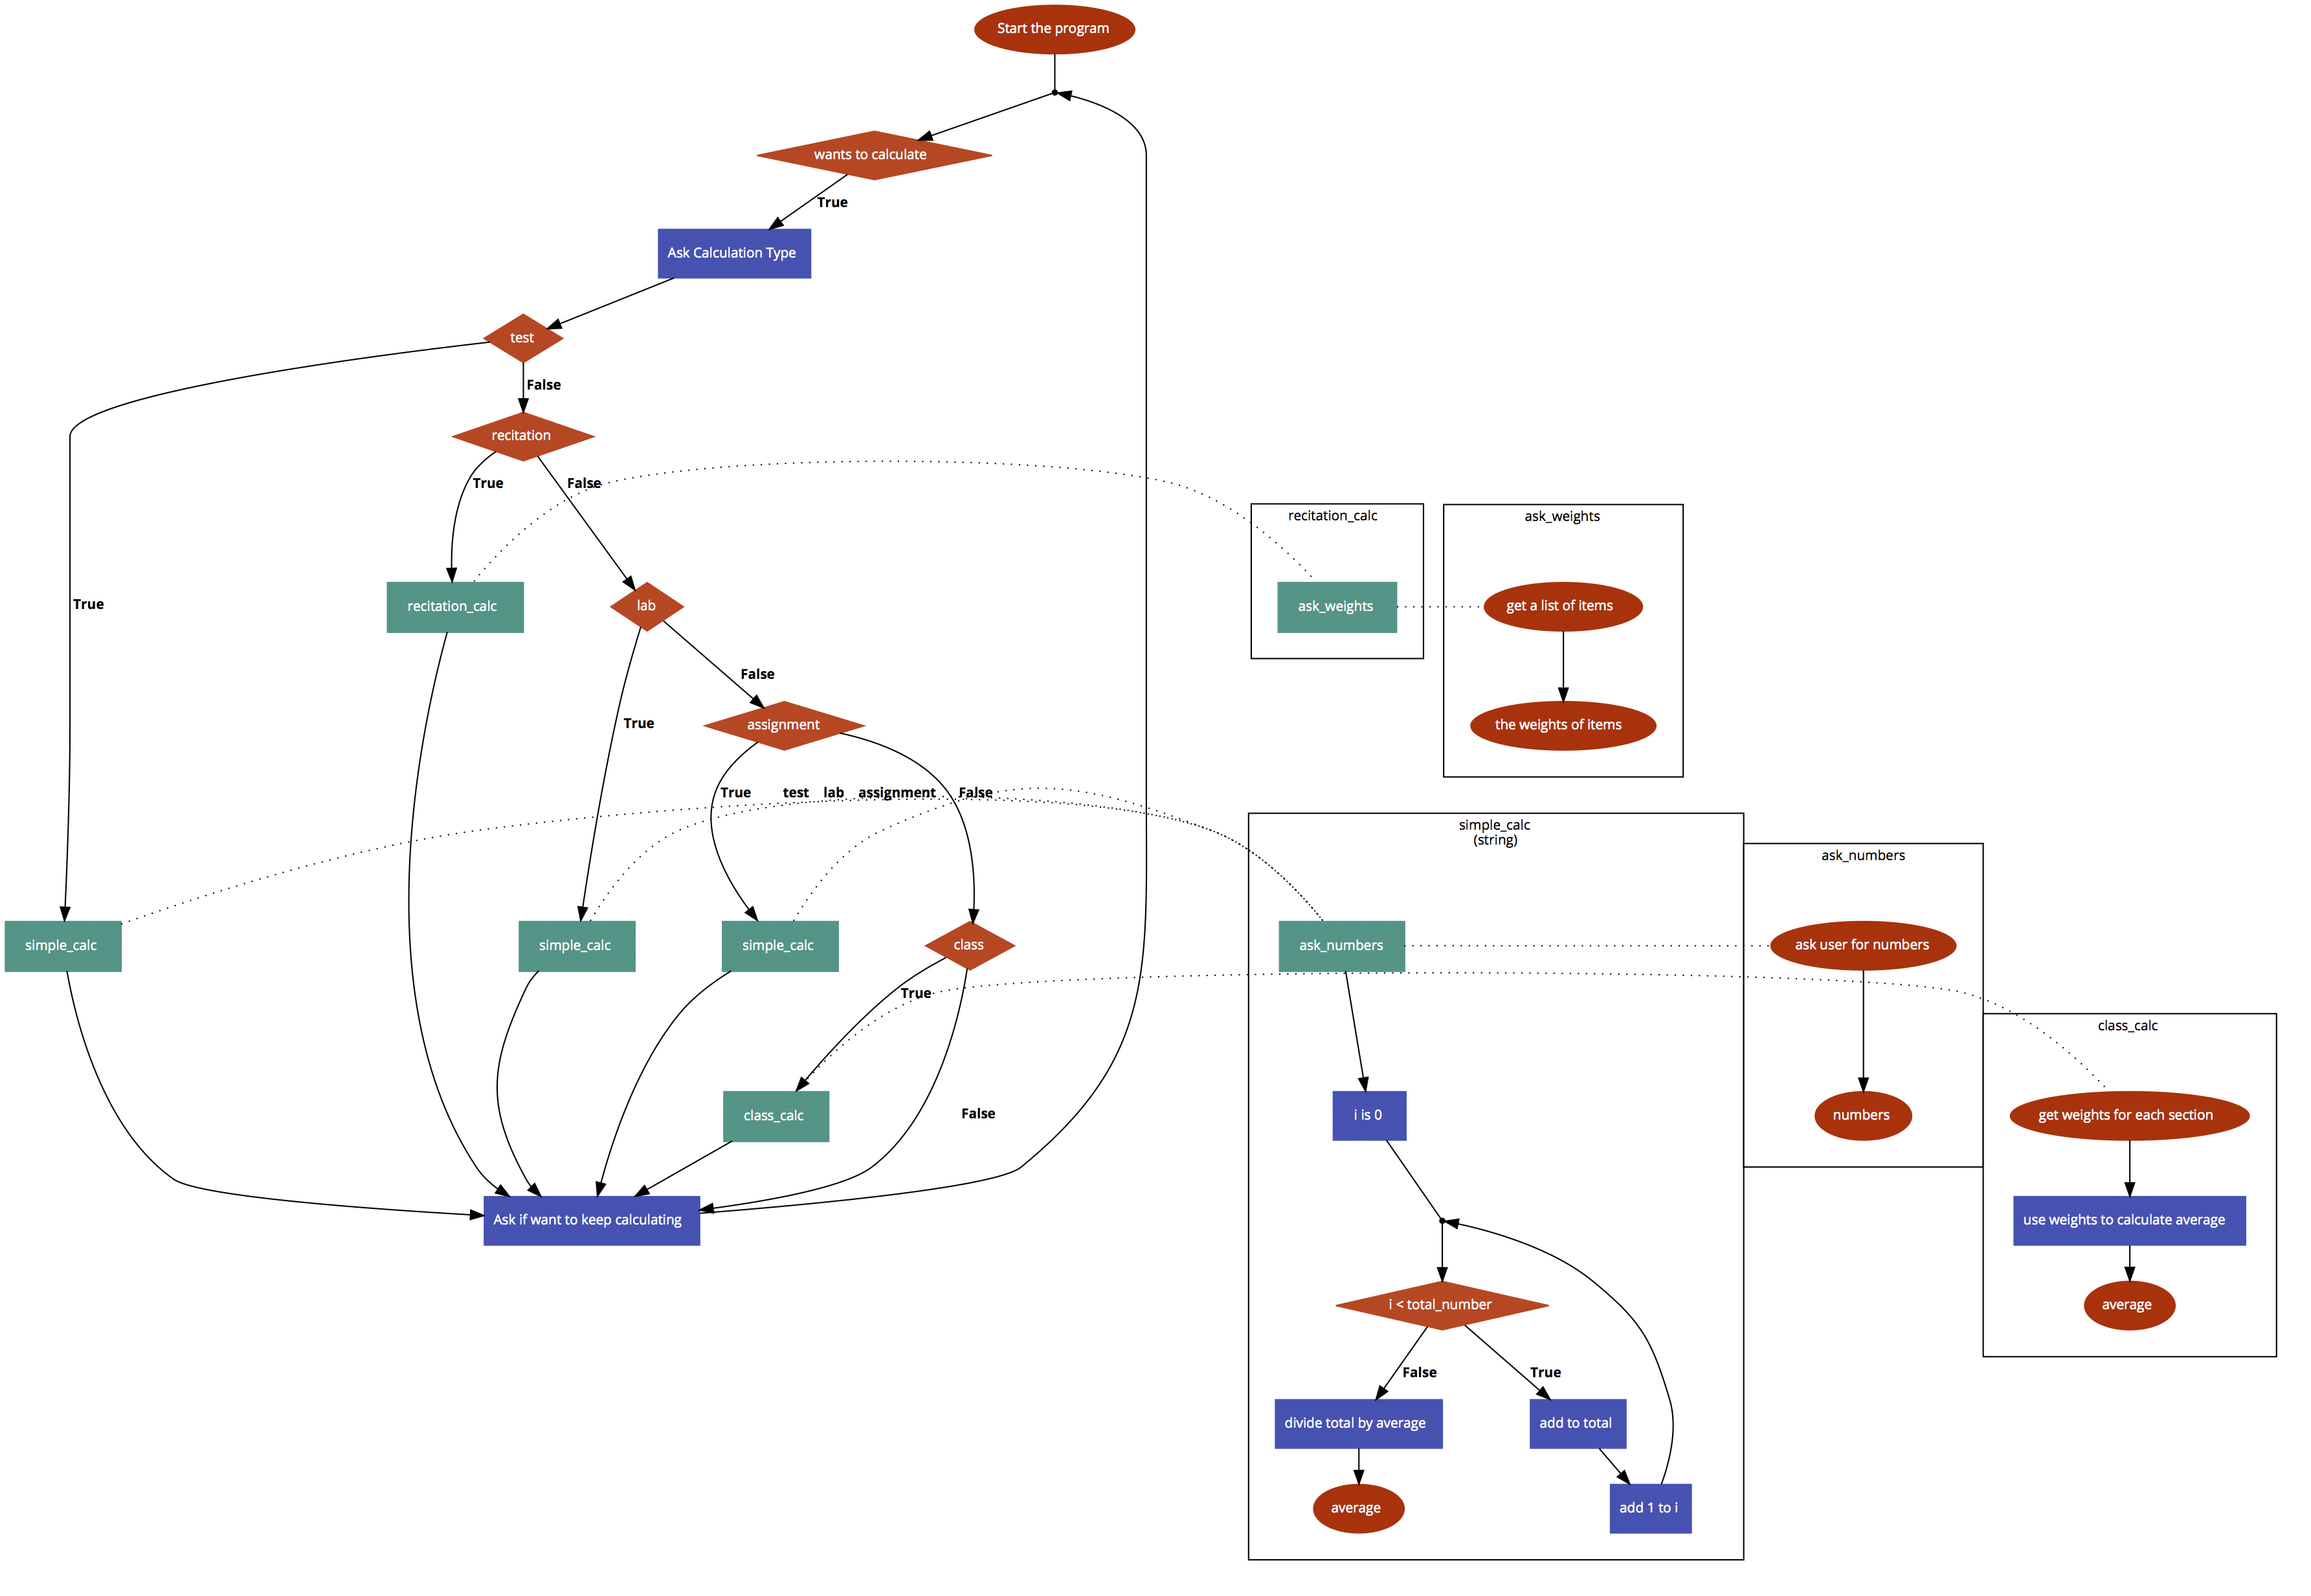 Start the program
wants to calculate
True
Ask Calculation Type
test
False
recitation
True
False
recitation_calc
ask_weights
True
recitation_calc
lab
ask_weights
get a list of items
False
True
assignment
the weights of items
True
test
lab
assignment
False
simple_calc
(string)
ask_numbers
simple_calc
simple_calc
simple_calc
class
ask_numbers
ask user for numbers
True
class_calc
class_calc
False
i is 0
numbers
get weights for each section
Ask if want to keep calculating
use weights to calculate average
i < total_number
average
False
True
divide total by average
add to total
average
add 1 to i